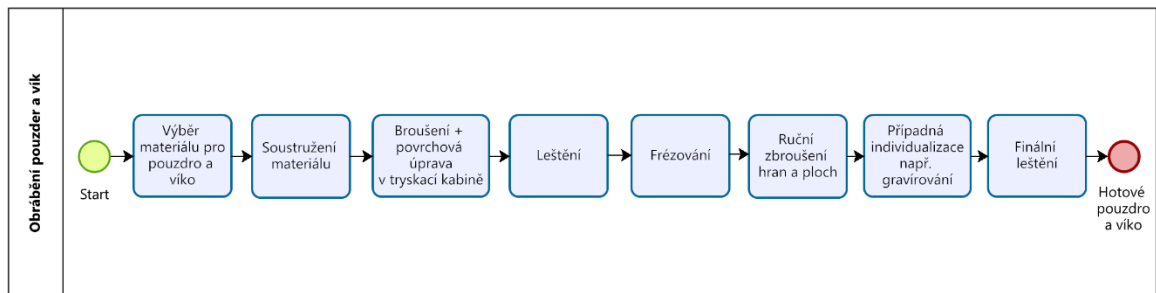 Obrábění pouzder a vík
Start
Výběr
materiálu pro
pouzdro a
víko
Soustružení
materiálu
Broušení +
povrchová
úprava
v tryskací kabině
Leštění
Frézování
Ruční
zbroušení
hran a ploch
Případná
individualizace
např.
gravírování
Finální
leštění
Hotové
pouzdro
a víko